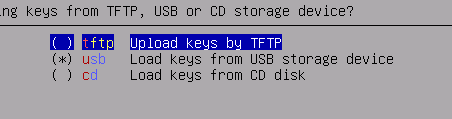 ng keys from TFTP, USB or CD storage device?
( ) tftp Upload keys by TFTP
(*) usb Load keys from USB storage device
( ) cd Load keys from CD disk